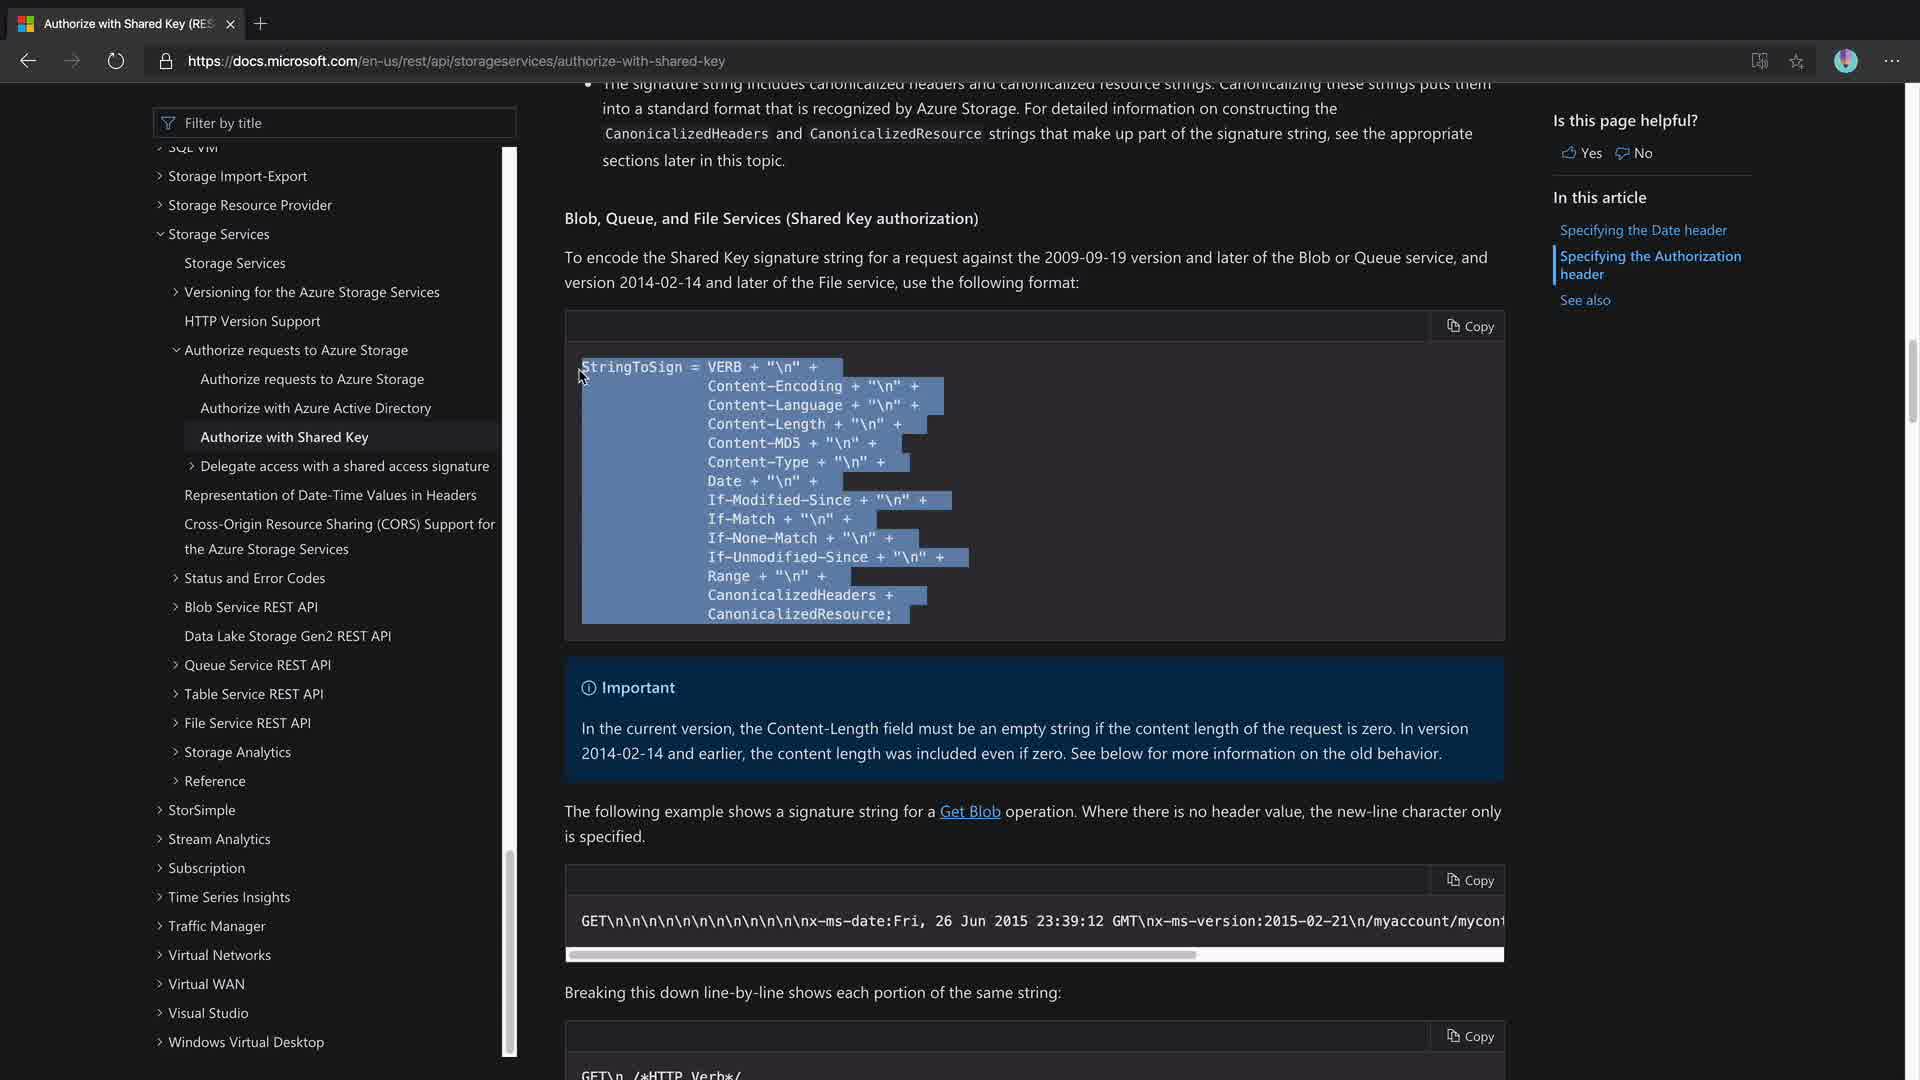 Authorize with Shared Key (RES
https://docs.microsoft.com/en-us/rest/api/storageservices/authorize-with-shared-key
Filter by title
SQL VM
Storage Import-Export
Storage Resource Provider
Storage Services
Storage Services
Versioning for the Azure Storage Services
HTTP Version Support
Authorize requests to Azure Storage
Authorize requests to Azure Storage
Authorize with Azure Active Directory
Authorize with Shared Key
Delegate access with a shared access signature
Representation of Date-Time Values in Headers
Cross-Origin Resource Sharing (CORS) Support for
the Azure Storage Services
Status and Error Codes
Blob Service REST API
Data Lake Storage Gen2 REST API
Queue Service REST API
Table Service REST API
File Service REST API
Storage Analytics
Reference
StorSimple
Stream Analytics
Subscription
Time Series Insights
Traffic Manager
Virtual Networks
Virtual WAN
Visual Studio
Windows Virtual Desktop
The signature string includes canonicalized headers and canonicalized resource strings. Canonicalizing these strings puts them
into a standard format that is recognized by Azure Storage. For detailed information on constructing the
CanonicalizedHeaders and CanonicalizedResource strings that make up part of the signature string, see the appropriate
sections later in this topic.
Blob, Queue, and File Services (Shared Key authorization)
To encode the Shared Key signature string for a request against the 2009-09-19 version and later of the Blob or Queue service, and
version 2014-02-14 and later of the File service, use the following format:
Copy
StringToSign = VERB + "\n" +
Content-Encoding + "\n" +
Content-Language + "\n" +
Content-Length + "\n" +
Content-MD5 + "\n" +
Content-Type + "\n" +
Date + "\n" +
If-Modified-Since + "\n" +
If-Match + "\n" +
If-None-Match + "\n" +
If-Unmodified-Since + "\n" +
Range + "\n" +
CanonicalizedHeaders +
CanonicalizedResource;
Important
In the current version, the Content-Length field must be an empty string if the content length of the request is zero. In version
2014-02-14 and earlier, the content length was included even if zero. See below for more information on the old behavior.
The following example shows a signature string for a Get Blob operation. Where there is no header value, the new-line character only
is specified.
Copy
GET\n\n\n\n\n\n\n\n\n\n\n\nx-ms-date:Fri, 26 Jun 2015 23:39:12 GMT\nx-ms-version:2015-02-21\n/myaccount/mycont
Breaking this down line-by-line shows each portion of the same string:
Copy
GET\n /*HTTP Verb*/
Is this page helpful?
Yes No
In this article
Specifying the Date header
Specifying the Authorization
header
See also